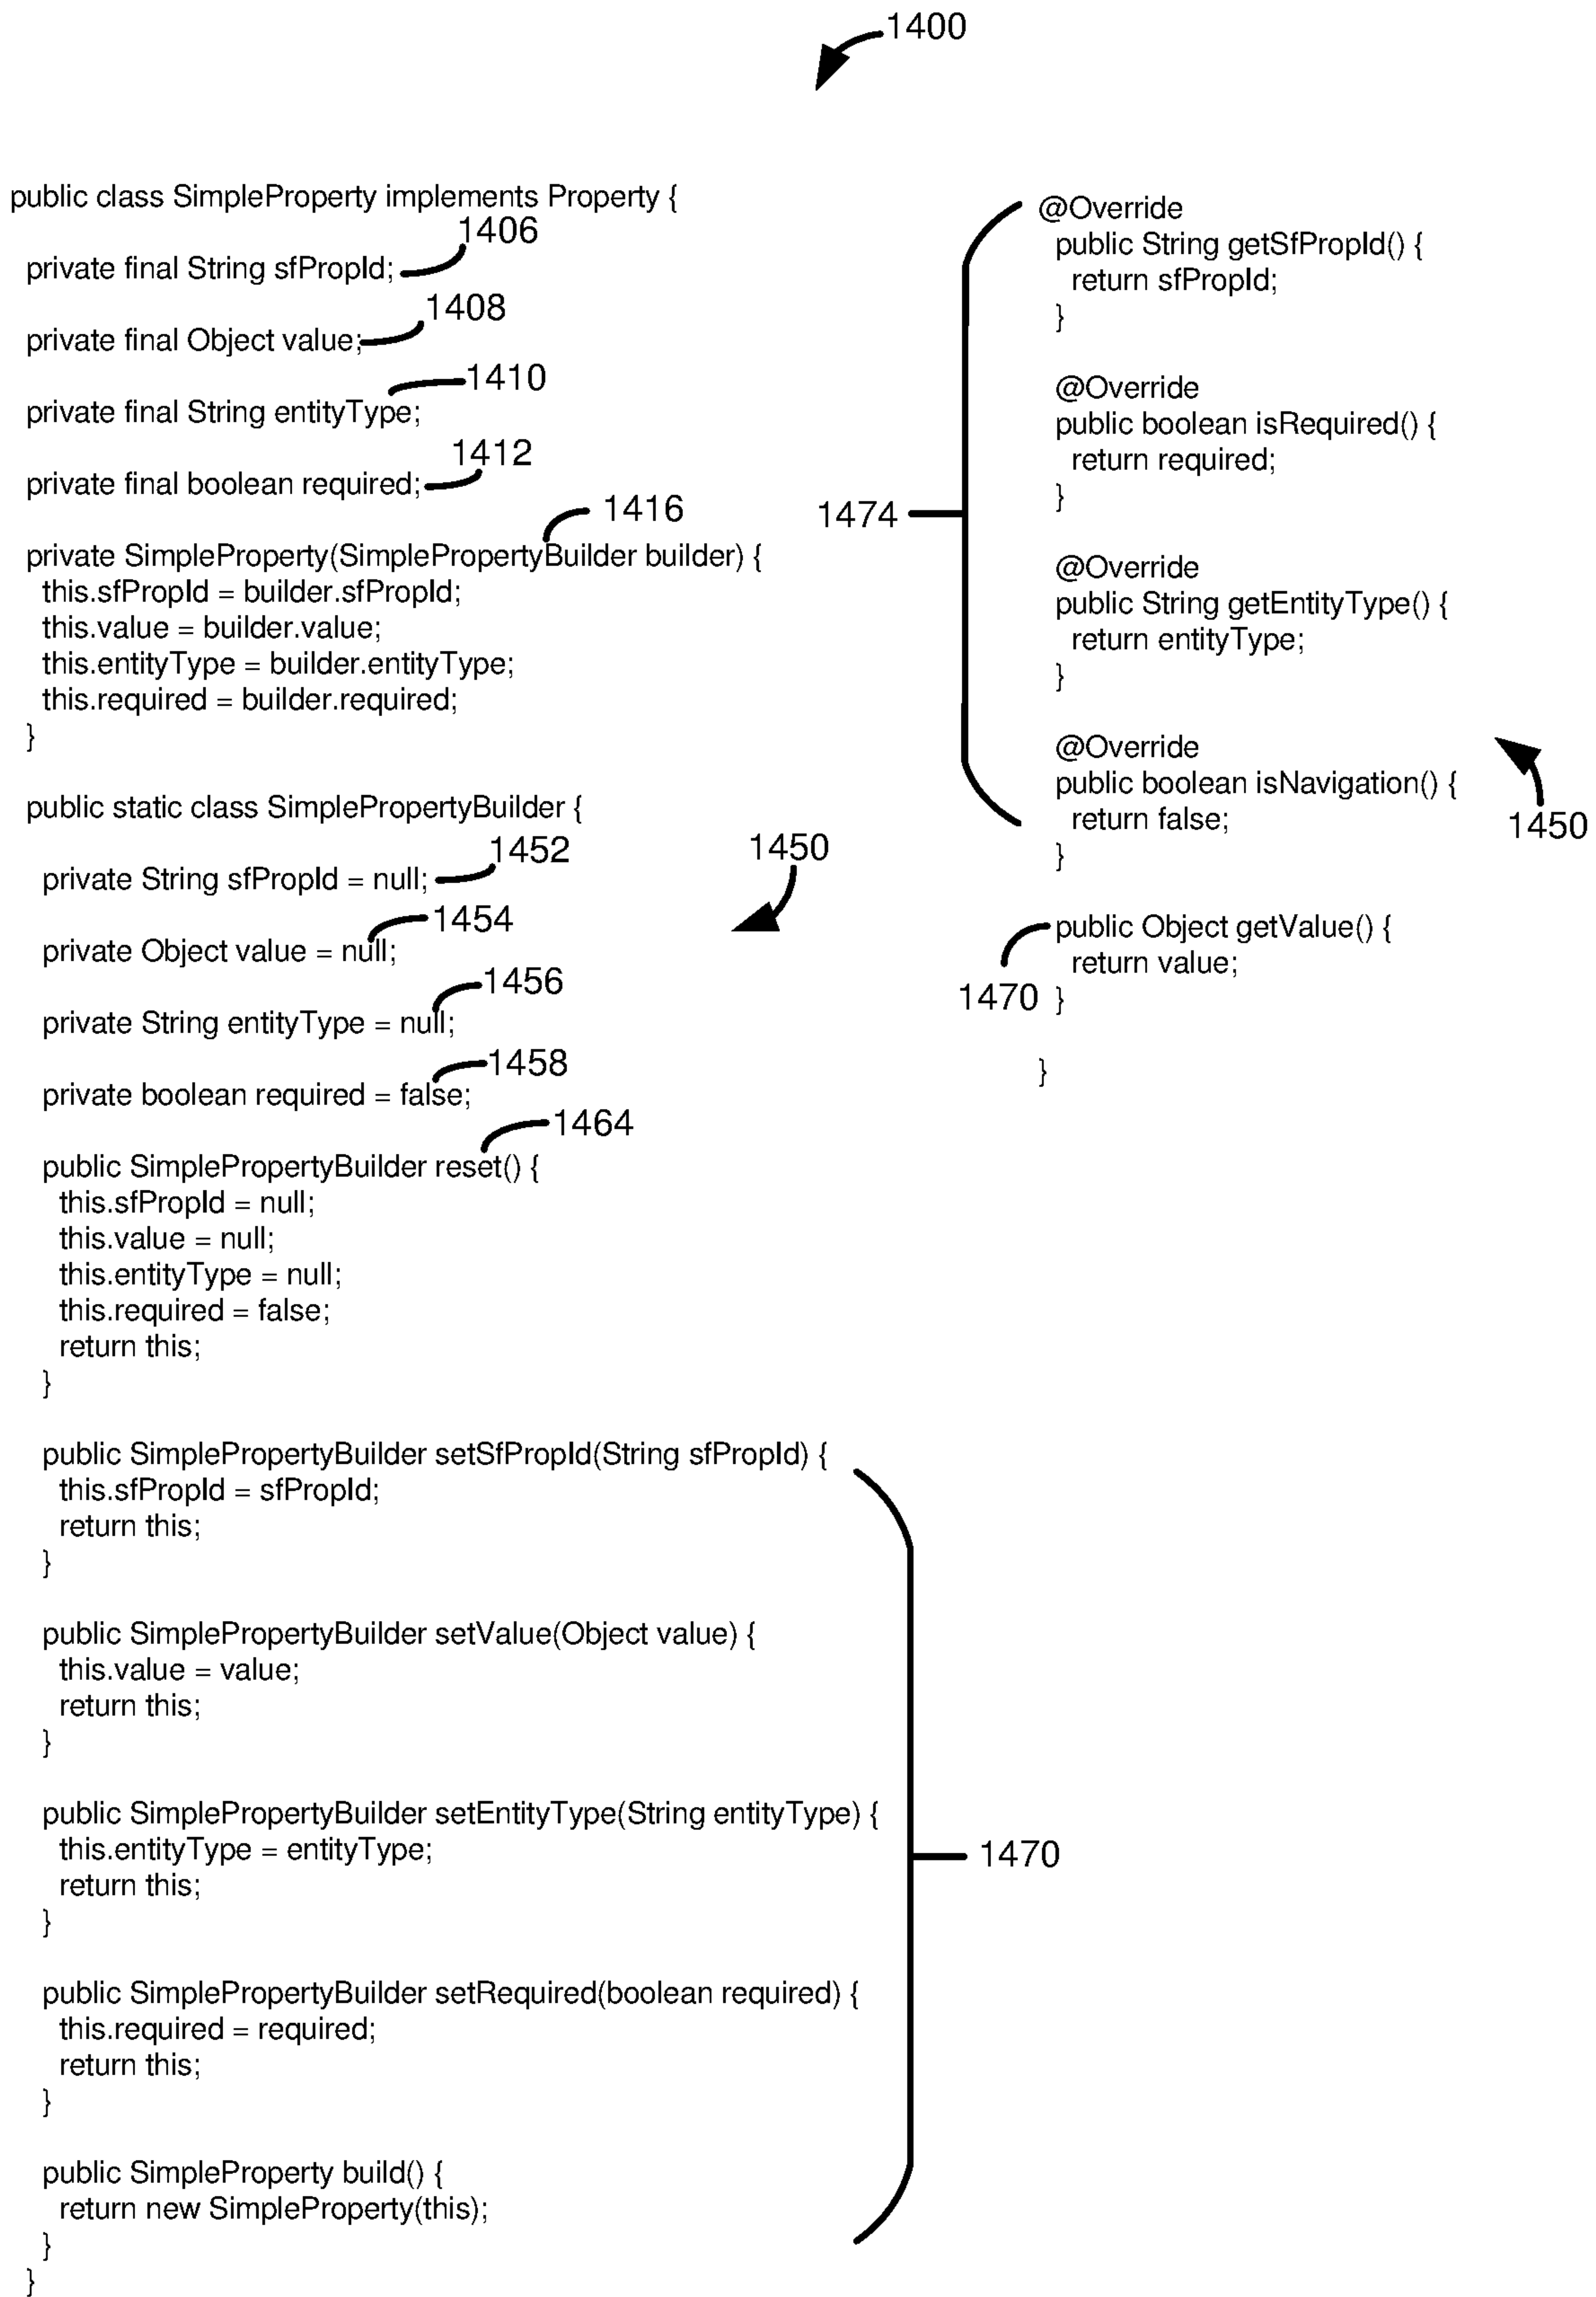 1400
public class SimpleProperty implements Property {
1406
private final String sfPropId;
1408
private final Object value;
1410
private final String entityType;
1412
private final boolean required;
1416
private SimpleProperty(SimplePropertyBuilder builder) {
this.sfPropId = builder.sfPropId;
this.value = builder.value;
this.entityType = builder.entityType;
this.required = builder.required;
}
public static class SimplePropertyBuilder {
1452
private String sfPropId = null;
1450
1454
private Object value = null;
1456
private String entityType = null;
1458
private boolean required = false;
1464
public SimplePropertyBuilder reset() {
this.sfPropId = null;
this.value = null;
this.entityType = null;
this.required = false;
return this;
}
public SimplePropertyBuilder setSfPropId(String sfPropId) {
this.sfPropId = sfPropId;
return this;
}
public SimplePropertyBuilder setValue(Object value) {
this.value = value;
return this;
}
public SimplePropertyBuilder setEntityType(String entityType) {
this.entityType = entityType;
return this;
}
1470
public SimplePropertyBuilder setRequired(boolean required) {
this.required = required;
return this;
}
public SimpleProperty build() {
return new SimpleProperty(this);
}
}
1474
@Override
public String getSfPropId() {
return sfPropId;
}
@Override
public boolean isRequired() {
return required;
}
@Override
public String getEntityType() {
return entityType;
}
@Override
public boolean isNavigation() {
return false;
}
1450
public Object getValue() {
return value;
1470 }
}